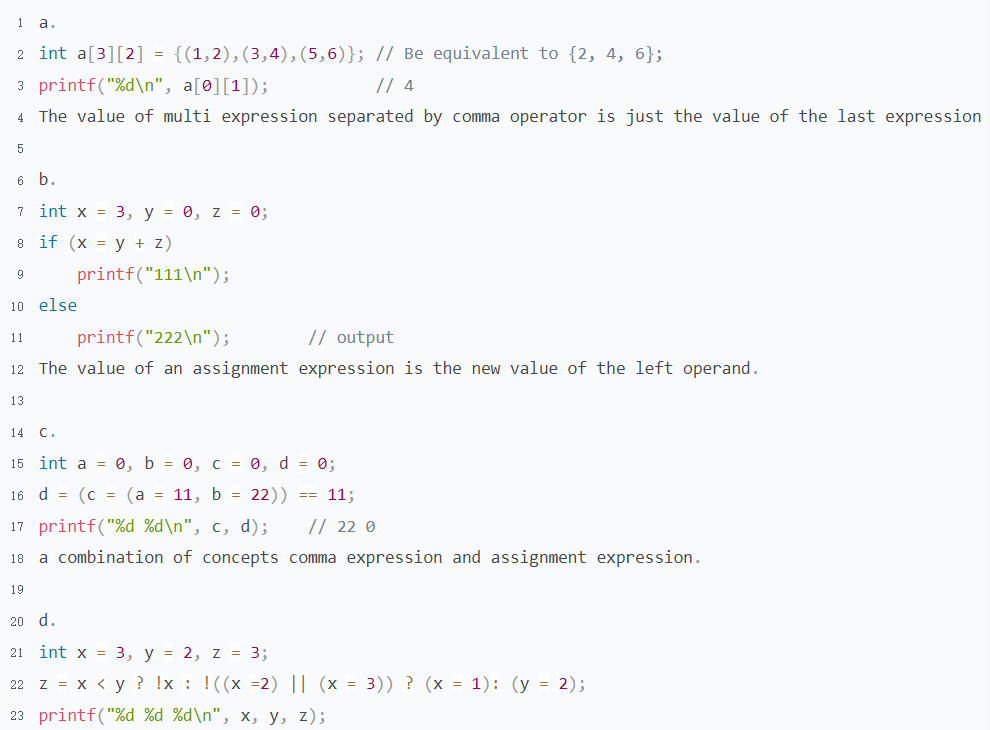 1 a.
2 int a[3][2] = {(1,2),(3,4),(5,6)}; // Be equivalent to {2, 4, 6};
3 printf("%d\n", a[0][1]);           // 4
4 The value of multi expression separated by comma operator is just the value of the last expression
5
6 b.
7 int x = 3, y = 0, z = 0;
8 if (x = y + z)
9     printf("111\n");
10 else
11     printf("222\n");        // output
12 The value of an assignment expression is the new value of the left operand.
13
14 c.
15 int a = 0, b = 0, c = 0, d = 0;
16 d = (c = (a = 11, b = 22)) == 11;
17 printf("%d %d\n", c, d);    // 22 0
18 a combination of concepts comma expression and assignment expression.
19
20 d.
21 int x = 3, y = 2, z = 3;
22 z = x < y ? !x : !((x =2) || (x = 3)) ? (x = 1): (y = 2);
23 printf("%d %d %d\n", x, y, z);